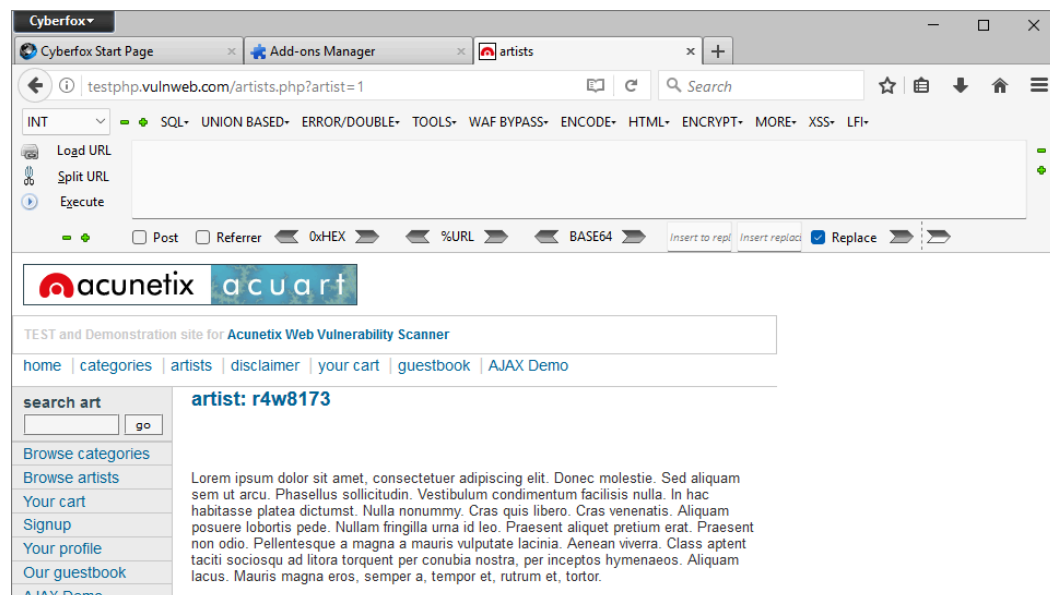 Cyberfox
Cyberfox Start Page × Add-ons Manager × artists × +
testphp.vulnweb.com/artists.php?artist=1 Search
INT SQL- UNION BASED- ERROR/DOUBLE- TOOLS- WAF BYPASS- ENCODE- HTML- ENCRYPT- MORE- XSS- LFI-
Load URL
Split URL
Execute
Post Referrer 0xHEX %URL BASE64 Insert to repl Insert replac Replace
acunetix acuart
TEST and Demonstration site for Acunetix Web Vulnerability Scanner
home | categories | artists | disclaimer | your cart | guestbook | AJAX Demo
search art
go
Browse categories
Browse artists
Your cart
Signup
Your profile
Our guestbook
AJAX Demo
artist: r4w8173
Lorem ipsum dolor sit amet, consectetuer adipiscing elit. Donec molestie. Sed aliquam
sem ut arcu. Phasellus sollicitudin. Vestibulum condimentum facilisis nulla. In hac
habitasse platea dictumst. Nulla nonummy. Cras quis libero. Cras venenatis. Aliquam
posuere lobortis pede. Nullam fringilla urna id leo. Praesent aliquet pretium erat. Praesent
non odio. Pellentesque a magna a mauris vulputate lacinia. Aenean viverra. Class aptent
taciti sociosqu ad litora torquent per conubia nostra, per inceptos hymenaeos. Aliquam
lacus. Mauris magna eros, semper a, tempor et, rutrum et, tortor.